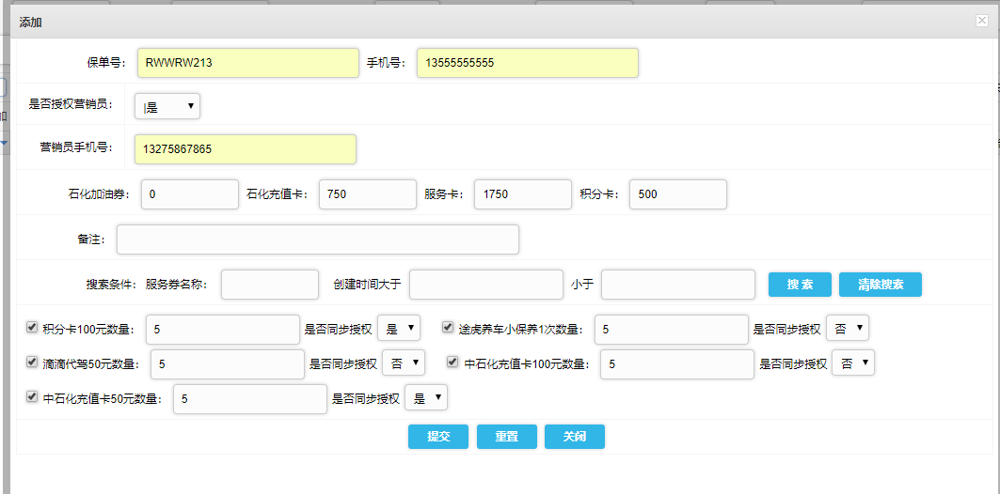 添加
保单号： RWWRW213 手机号： 13555555555
是否授权营销员： |是
营销员手机号： 13275867865
石化加油券： 0 石化充值卡： 750 服务卡： 1750 积分卡： 500
备注：
搜索条件： 服务券名称： 创建时间大于 小于 搜 索 清除搜索
积分卡100元数量： 5 是否同步授权 是 途虎养车小保养1次数量： 5 是否同步授权 否
滴滴代驾50元数量： 5 是否同步授权 否 中石化充值卡100元数量： 5 是否同步授权 否
中石化充值卡50元数量： 5 是否同步授权 是
提交 重置 关闭